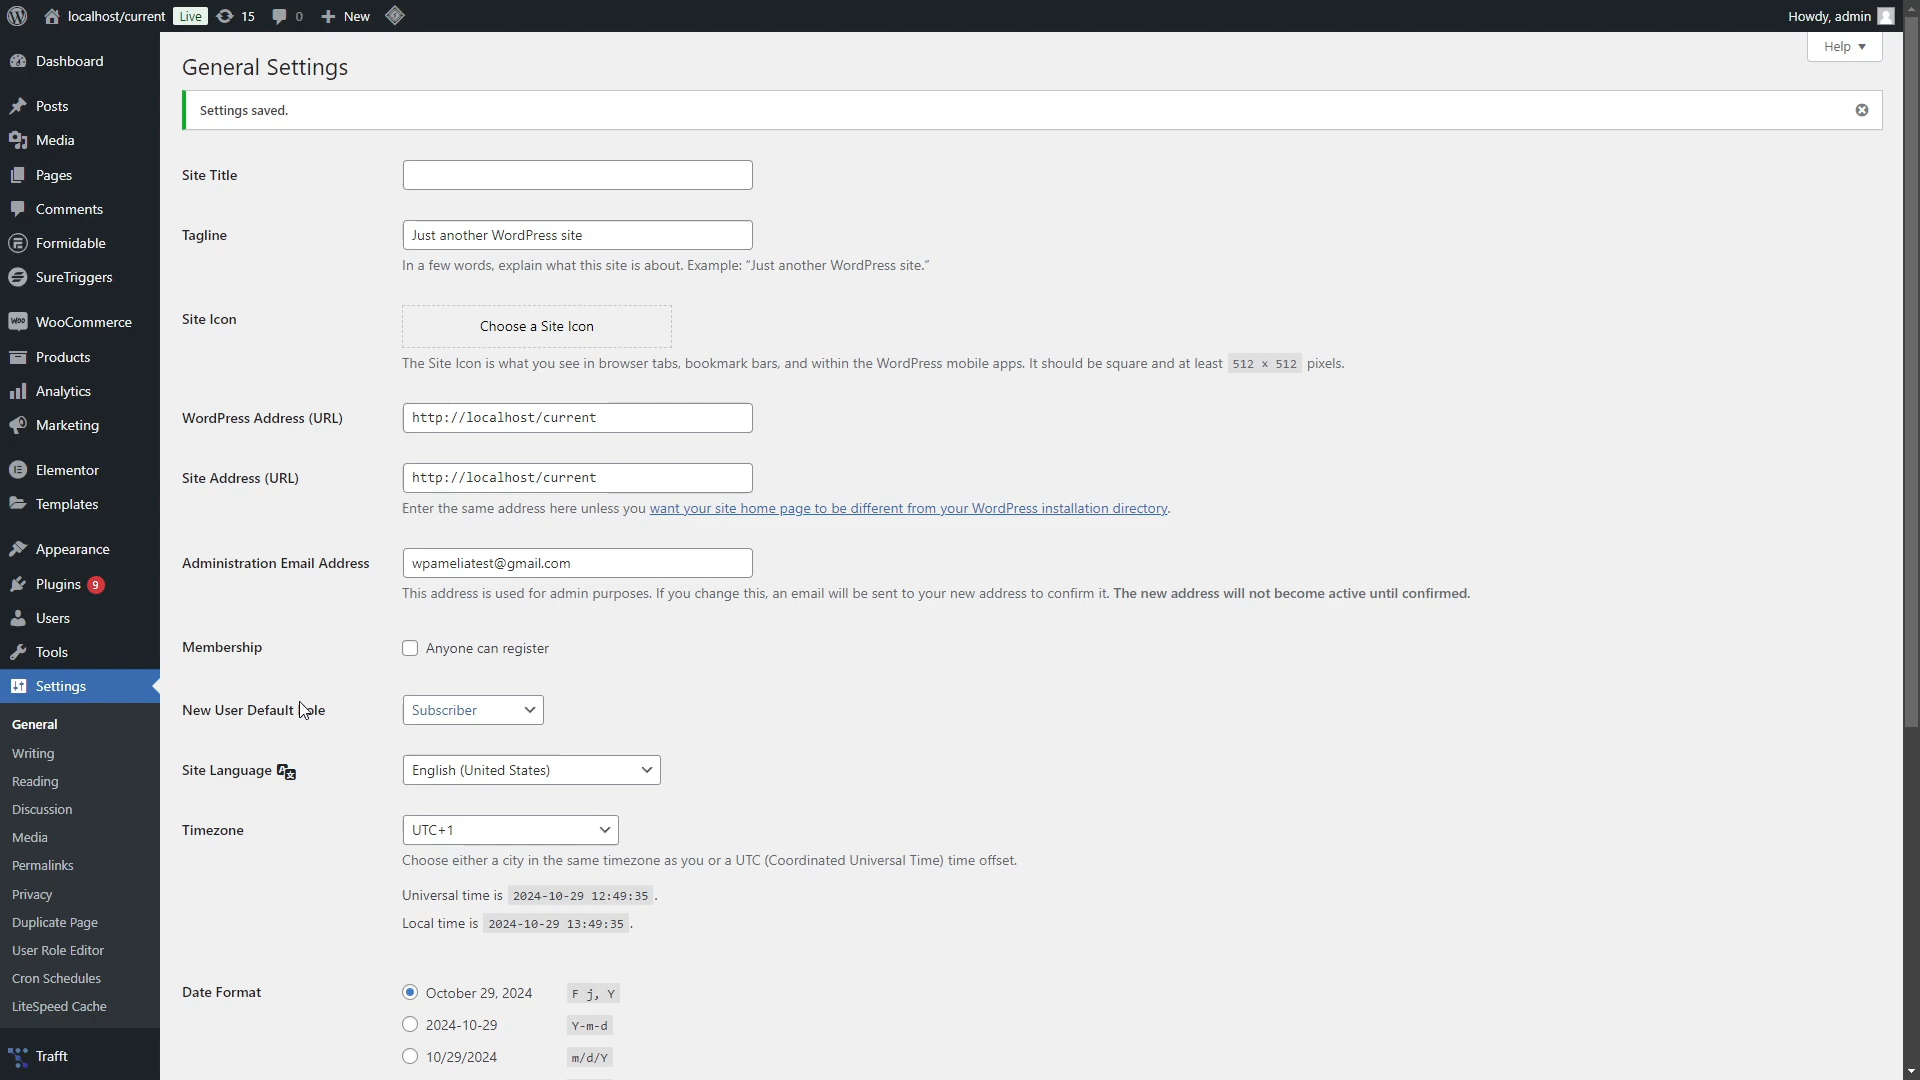 localhost/current Live 15 0 New
Howdy, admin
Help
Dashboard
Posts
Media
Pages
Comments
Formidable
SureTriggers
WooCommerce
Products
Analytics
Marketing
Elementor
Templates
Appearance
Plugins 9
Users
Tools
Settings
General
Writing
Reading
Discussion
Media
Permalinks
Privacy
Duplicate Page
User Role Editor
Cron Schedules
LiteSpeed Cache
Trafft
General Settings
Settings saved.
Site Title
Tagline
Just another WordPress site
In a few words, explain what this site is about. Example: “Just another WordPress site.”
Site Icon
Choose a Site Icon
The Site Icon is what you see in browser tabs, bookmark bars, and within the WordPress mobile apps. It should be square and at least 512 × 512 pixels.
WordPress Address (URL)
http://localhost/current
Site Address (URL)
http://localhost/current
Enter the same address here unless you want your site home page to be different from your WordPress installation directory.
Administration Email Address
wpameliatest@gmail.com
This address is used for admin purposes. If you change this, an email will be sent to your new address to confirm it. The new address will not become active until confirmed.
Membership
Anyone can register
New User Default
Subscriber
Site Language
English (United States)
Timezone
UTC+1
Choose either a city in the same timezone as you or a UTC (Coordinated Universal Time) time offset.
Universal time is 2024-10-29 12:49:35 .
Local time is 2024-10-29 13:49:35 .
Date Format
October 29, 2024 F j, Y
2024-10-29 Y-m-d
10/29/2024 m/d/Y